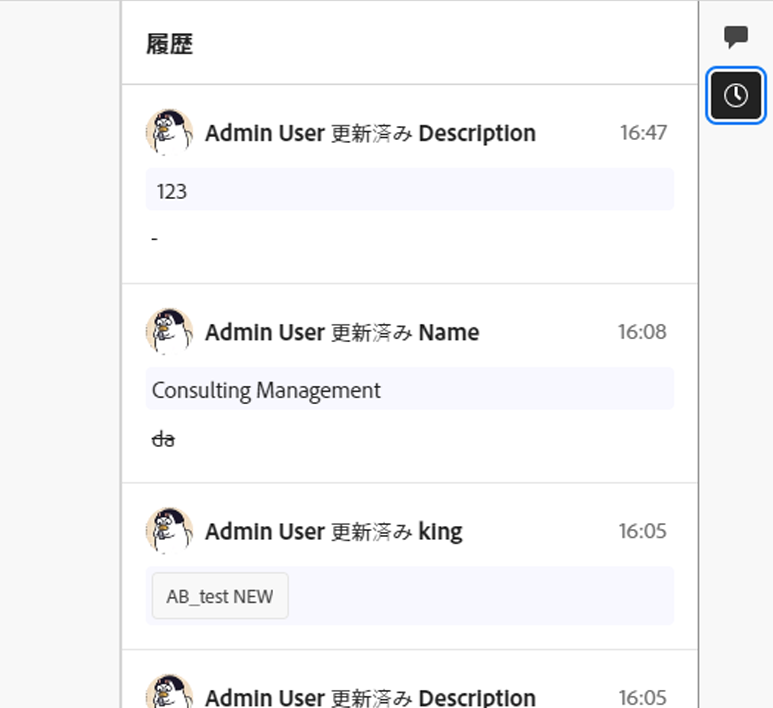 履歴
Admin User 更新済み Description 16:47
123
-
Admin User 更新済み Name 16:08
Consulting Management
da
Admin User 更新済み king 16:05
AB_test NEW
Admin User 更新済み Description 16:05